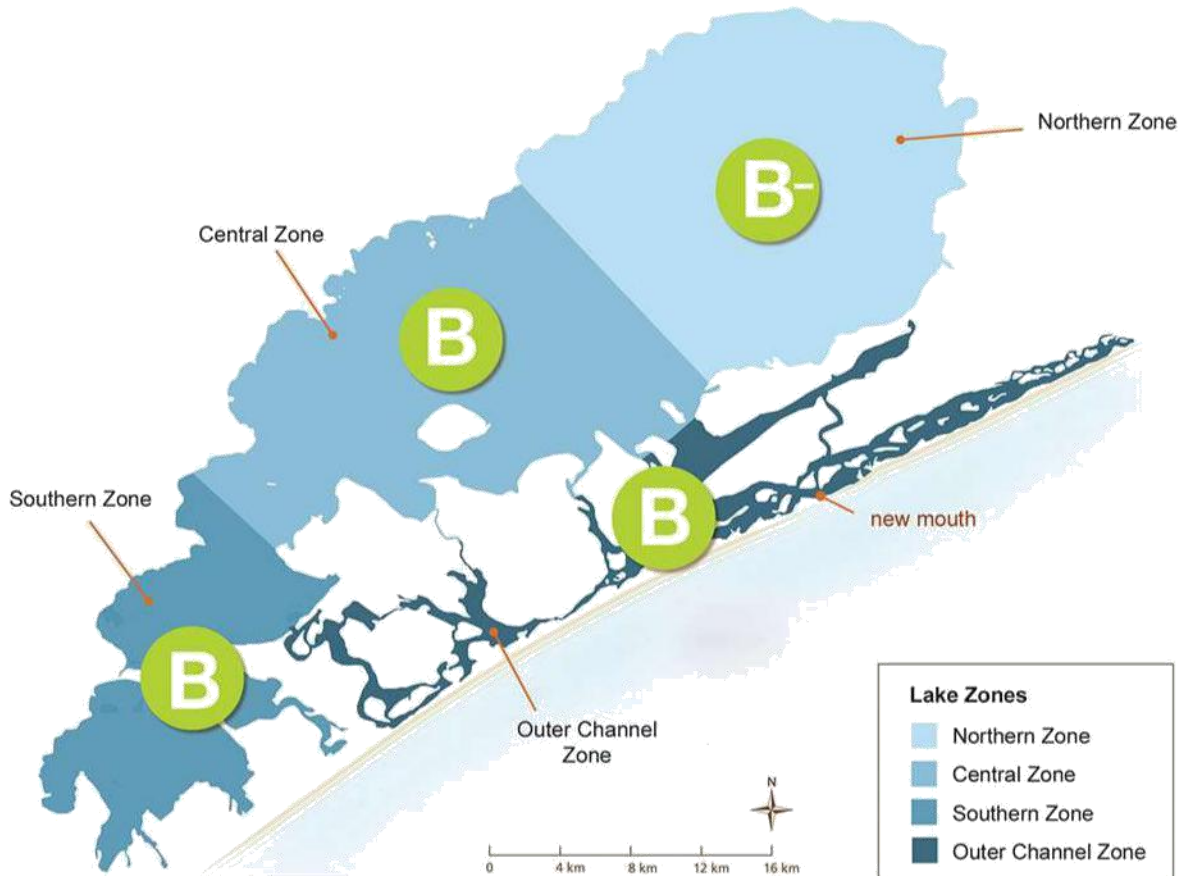 Northern Zone
B-
Central Zone
B
Southern Zone
B
new mouth
B
Outer Channel
Zone
Lake Zones
Northern Zone
Central Zone
Southern Zone
Outer Channel Zone
N
0 4 km 8 km 12 km 16 km